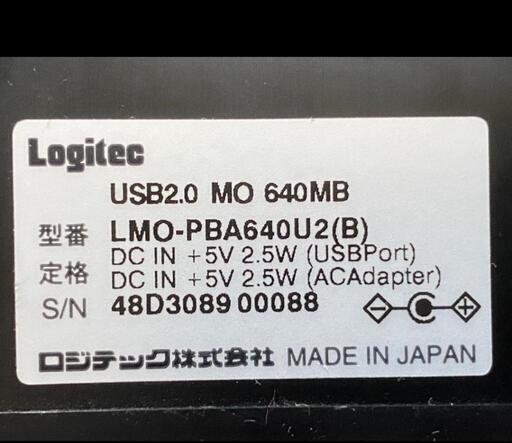 Logitec
USB2.0 MO 640MB
型番 LMO-PBA640U2(B)
定格 DC IN +5V 2.5W (USBPort)
DC IN +5V 2.5W (ACAdapter)
S/N 48D3089 00088
ロジテック株式会社 MADE IN JAPAN